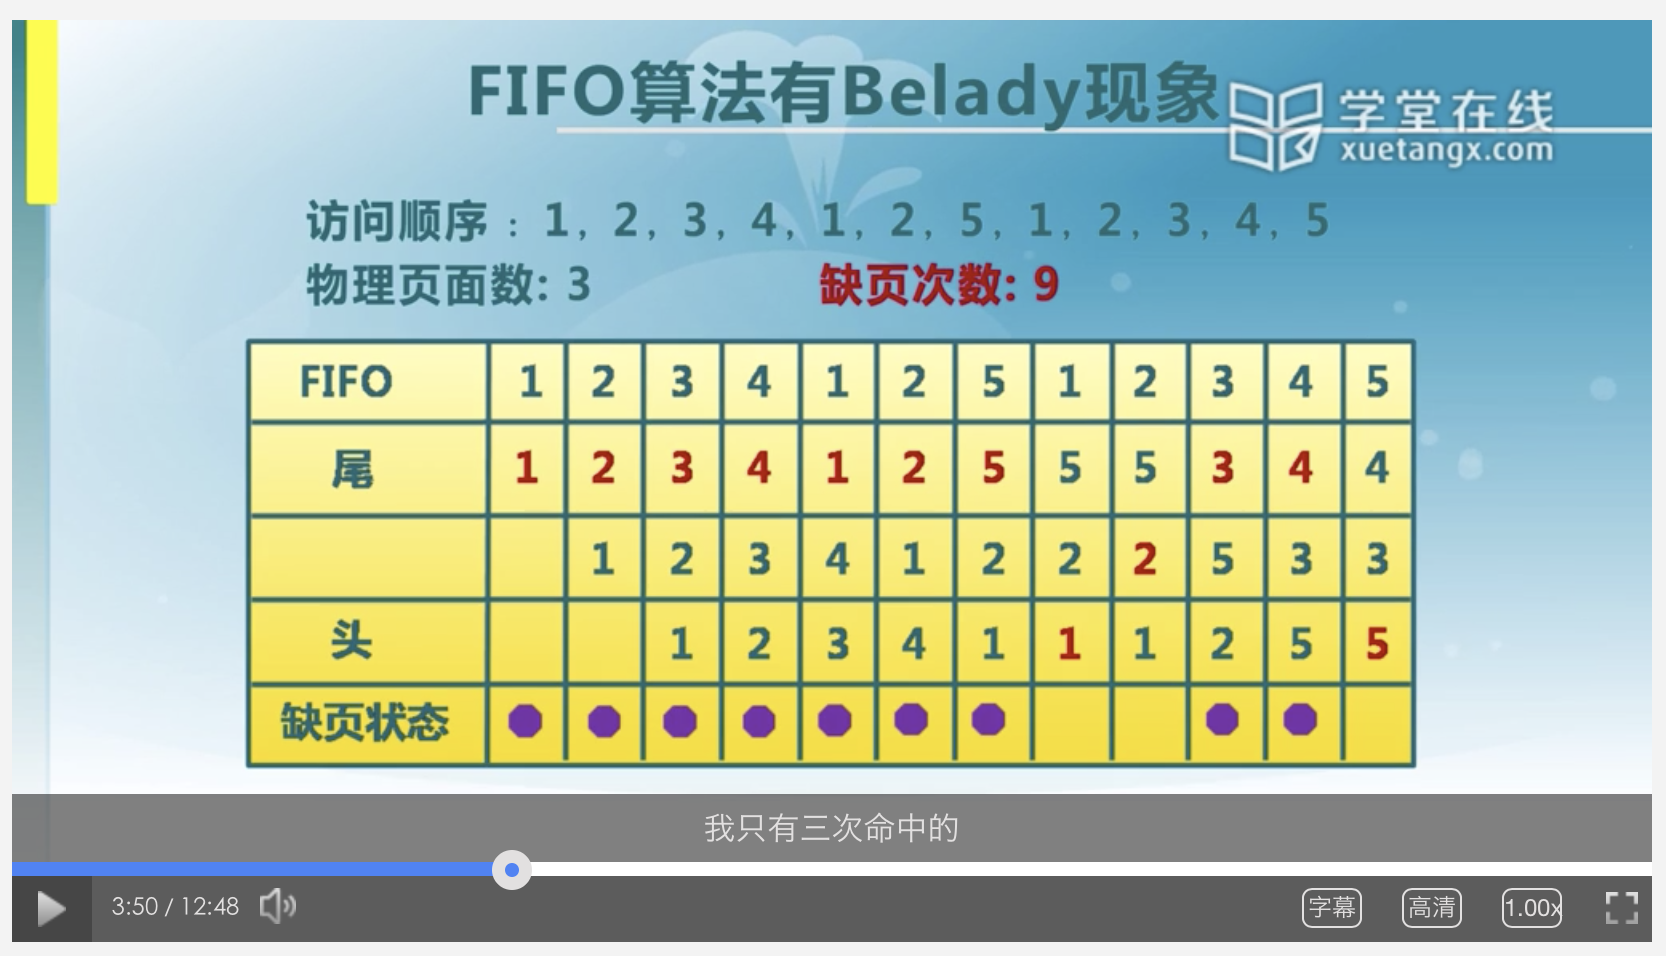 FIFO算法有Belady现象
学堂在线
xuetangx.com
访问顺序：1, 2, 3, 4, 1, 2, 5, 1, 2, 3, 4, 5
物理页面数: 3 缺页次数: 9
FIFO 1 2 3 4 1 2 5 1 2 3 4 5
尾 1 2 3 4 1 2 5 5 5 3 4 4
1 2 3 4 1 2 2 2 5 3 3
头 1 2 3 4 1 1 1 2 5 5
缺页状态
我只有三次命中的
3:50 / 12:48 字幕 高清 1.00x